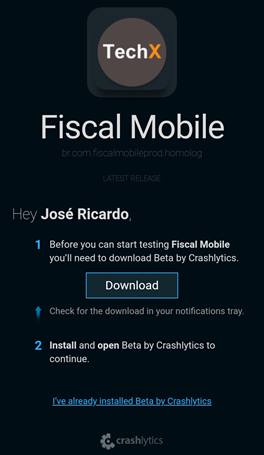 TechX
Fiscal Mobile
br.com.fiscalmobileprod.homolog
LATEST RELEASE
Hey José Ricardo,
1 Before you can start testing Fiscal Mobile
you'll need to download Beta by Crashlytics.
Download
Check for the download in your notifications tray.
2 Install and open Beta by Crashlytics to
continue.
I've already installed Beta by Crashlytics
crashlytics